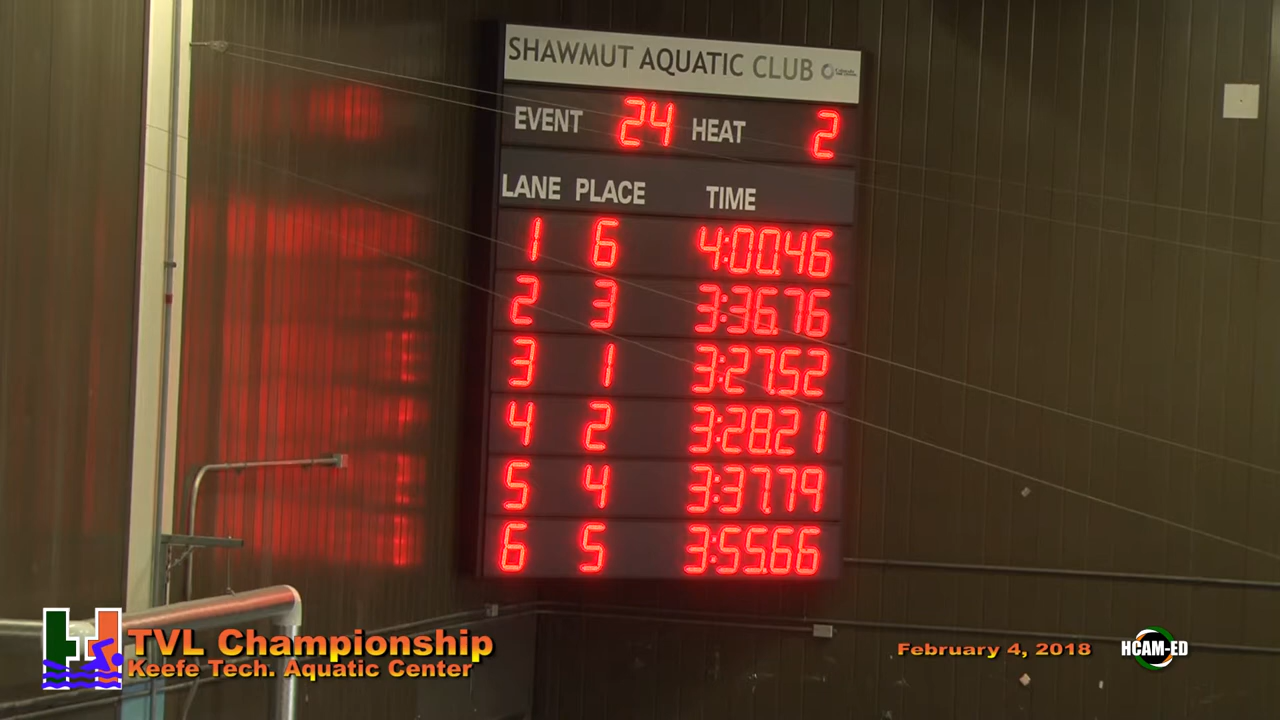 SHAWMUT AQUATIC CLUB
EVENT 24 HEAT 2
LANE PLACE TIME
1 6 4:00.46
2 3 3:36.76
3 1 3:27.52
4 2 3:28.21
5 4 3:37.79
6 5 3:55.66
TVL Championship
Keefe Tech. Aquatic Center
February 4, 2018
HCAM-ED
H